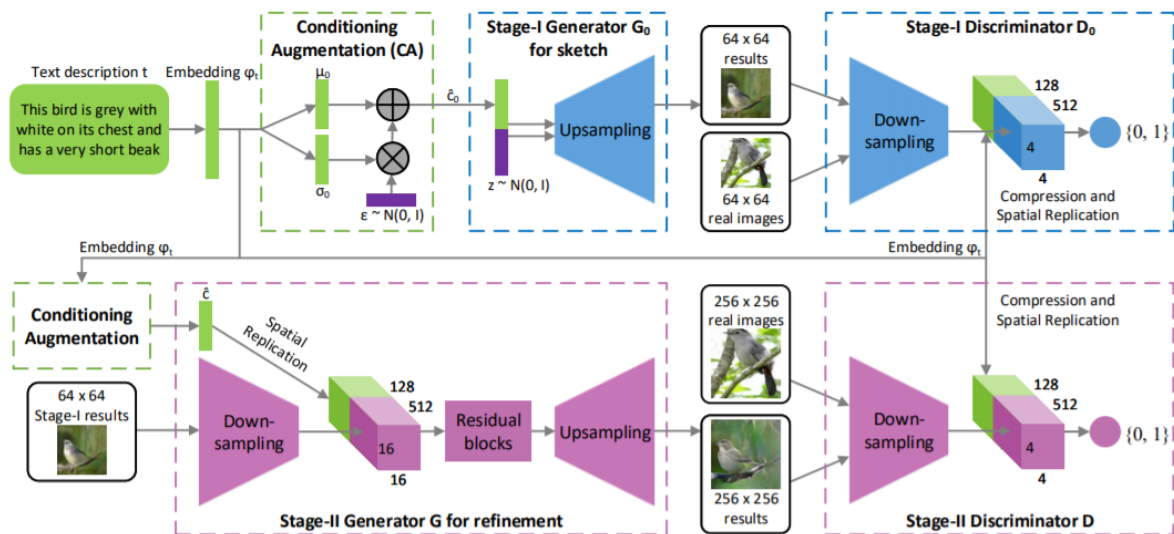 Conditioning
Augmentation (CA)
Stage-I Generator G₀
for sketch
Stage-I Discriminator D₀
Text description t
Embedding φₜ
This bird is grey with
white on its chest and
has a very short beak
μ₀
σ₀
ε ~ N(0, I)
ĉ₀
z ~ N(0, I)
Upsampling
64 x 64
results
64 x 64
real images
Down-
sampling
128
512
4
4
{0, 1}
Compression and
Spatial Replication
Embedding φₜ
Embedding φₜ
Conditioning
Augmentation
64 x 64
Stage-I results
ĉ
Spatial
Replication
Down-
sampling
128
512
16
16
Residual
blocks
Upsampling
Stage-II Generator G for refinement
256 x 256
real images
256 x 256
results
Compression and
Spatial Replication
Down-
sampling
128
512
4
4
{0, 1}
Stage-II Discriminator D